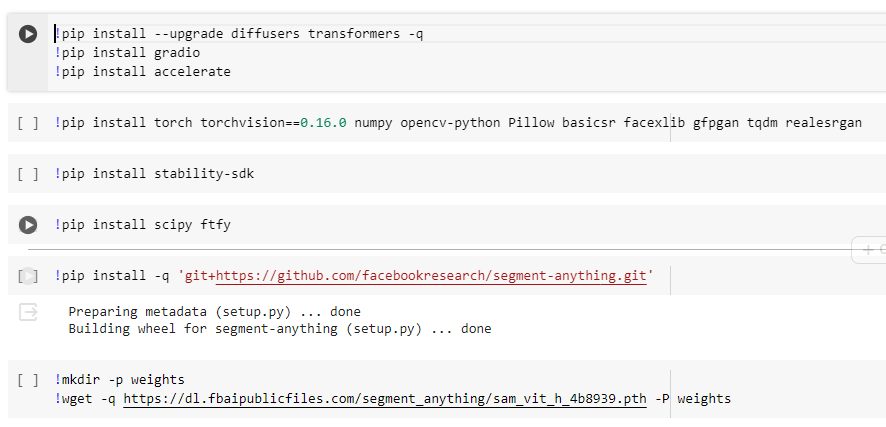 !pip install --upgrade diffusers transformers -q
!pip install gradio
!pip install accelerate
[ ] !pip install torch torchvision==0.16.0 numpy opencv-python Pillow basicsr facexlib gfpgan tqdm realesrgan
[ ] !pip install stability-sdk
!pip install scipy ftfy
[ ] !pip install -q 'git+https://github.com/facebookresearch/segment-anything.git'
Preparing metadata (setup.py) ... done
Building wheel for segment-anything (setup.py) ... done
[ ] !mkdir -p weights
!wget -q https://dl.fbaipublicfiles.com/segment_anything/sam_vit_h_4b8939.pth -P weights